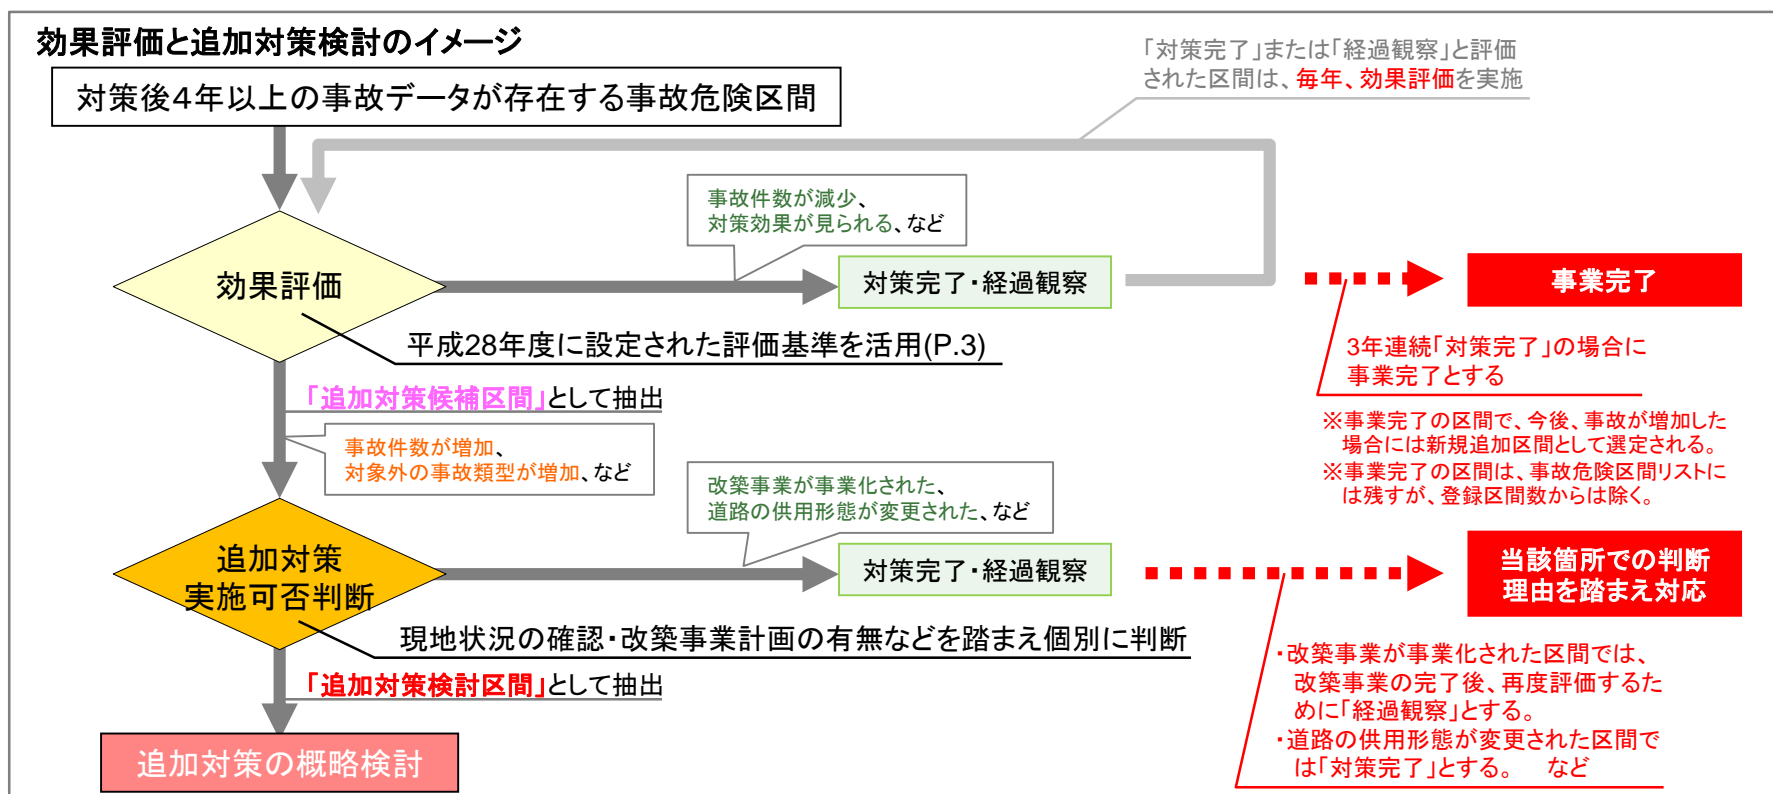 効果評価と追加対策検討のイメージ
対策後4年以上の事故データが存在する事故危険区間
「対策完了」または「経過観察」と評価
された区間は、毎年、効果評価を実施
事故件数が減少、
対策効果が見られる、など
効果評価
対策完了・経過観察
事業完了
平成28年度に設定された評価基準を活用(P.3)
3年連続「対策完了」の場合に
事業完了とする
「追加対策候補区間」として抽出
※事業完了の区間で、今後、事故が増加した
場合には新規追加区間として選定される。
※事業完了の区間は、事故危険区間リストに
は残すが、登録区間数からは除く。
事故件数が増加、
対象外の事故類型が増加、など
改築事業が事業化された、
道路の供用形態が変更された、など
追加対策
実施可否判断
対策完了・経過観察
当該箇所での判断
理由を踏まえ対応
現地状況の確認・改築事業計画の有無などを踏まえ個別に判断
「追加対策検討区間」として抽出
・改築事業が事業化された区間では、
改築事業の完了後、再度評価するた
めに「経過観察」とする。
・道路の供用形態が変更された区間で
は「対策完了」とする。 など
追加対策の概略検討